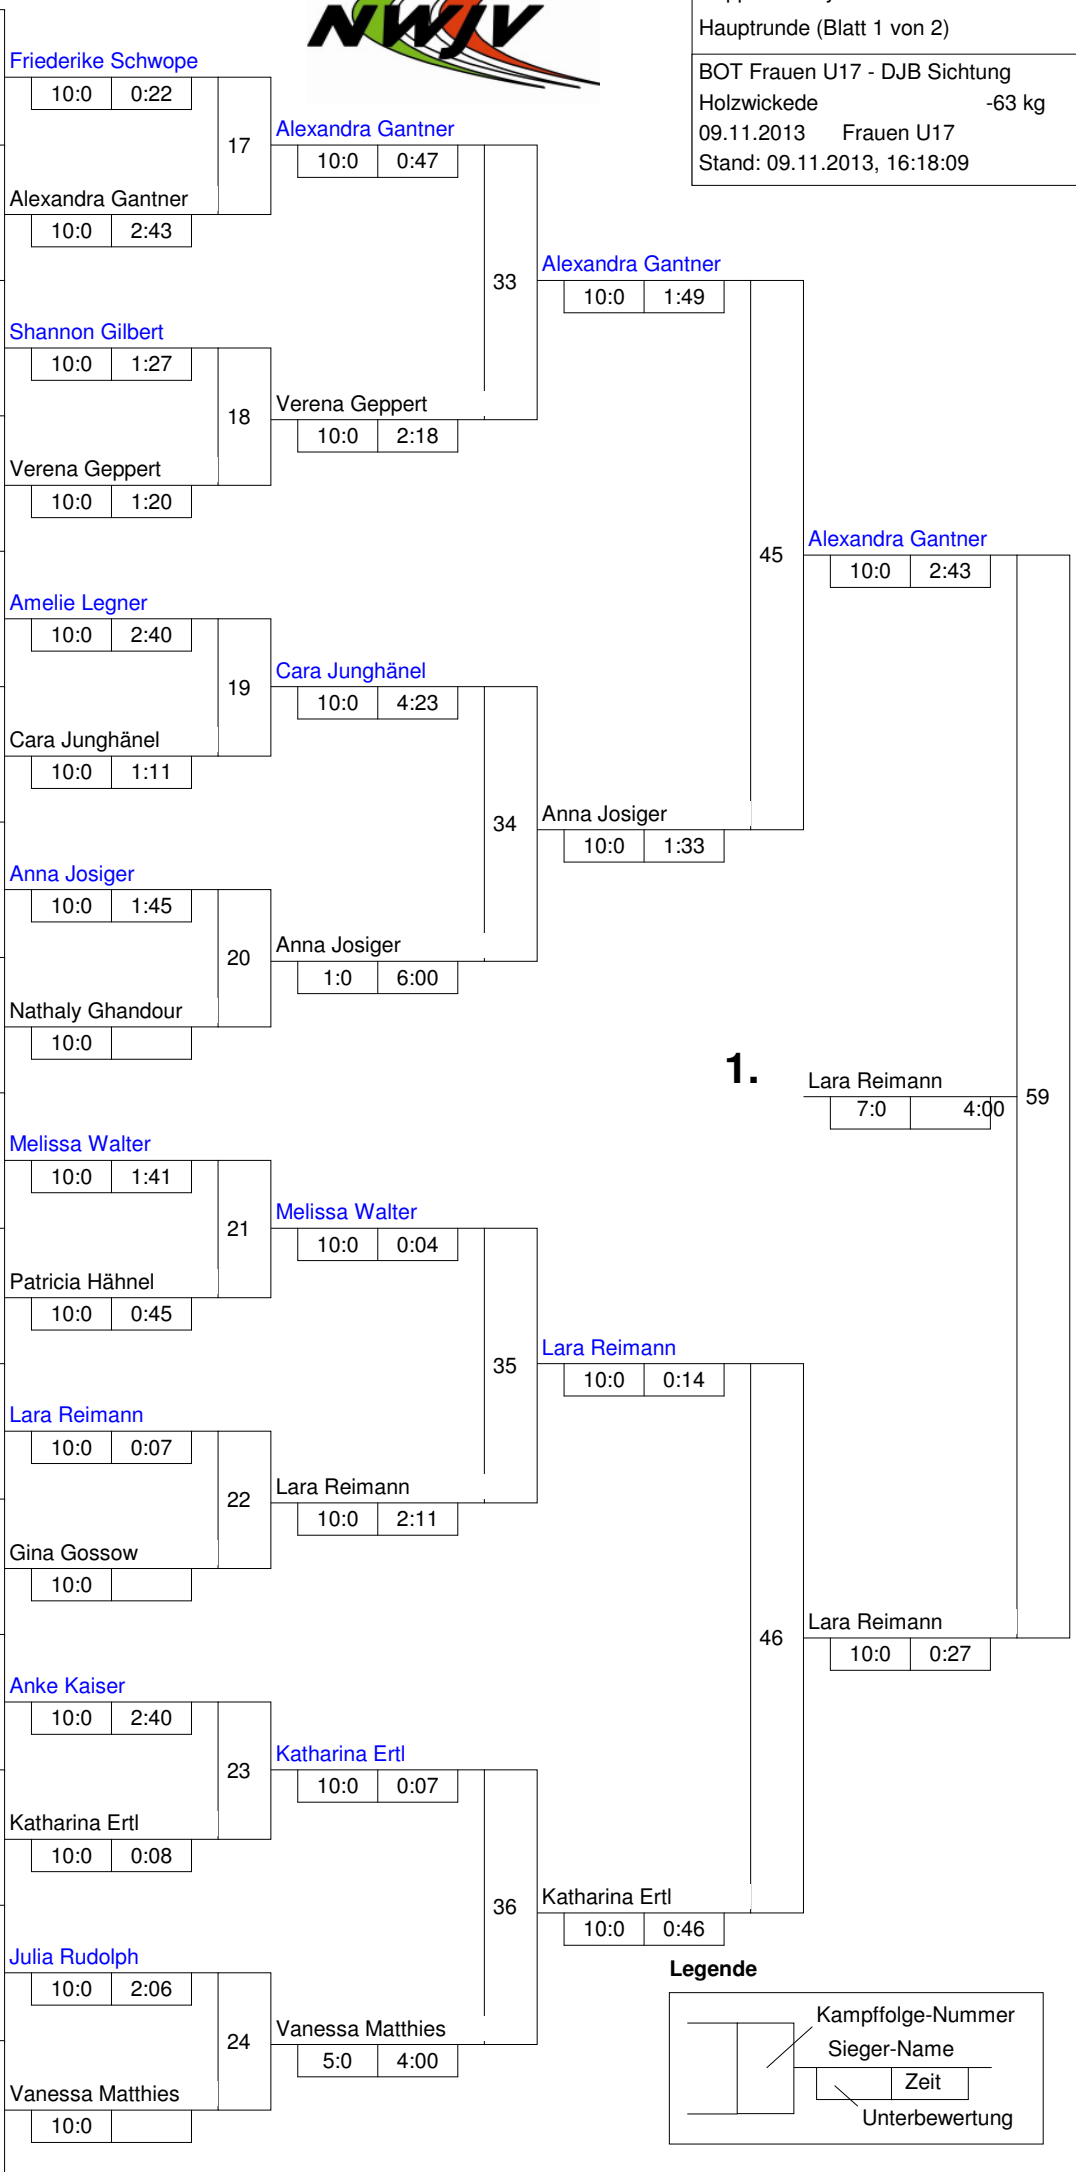 NWJV
Hauptrunde (Blatt 1 von 2)
BOT Frauen U17 - DJB Sichtung
Holzwickede -63 kg
09.11.2013 Frauen U17
Stand: 09.11.2013, 16:18:09
Friederike Schwope
10:0 0:22
17
Alexandra Gantner
10:0 2:43
Alexandra Gantner
10:0 0:47
33
Shannon Gilbert
10:0 1:27
18
Verena Geppert
10:0 1:20
Verena Geppert
10:0 2:18
Alexandra Gantner
10:0 1:49
45
Amelie Legner
10:0 2:40
19
Cara Junghänel
10:0 1:11
Cara Junghänel
10:0 4:23
34
Anna Josiger
10:0 1:45
20
Nathaly Ghandour
10:0
Anna Josiger
1:0 6:00
Anna Josiger
10:0 1:33
Alexandra Gantner
10:0 2:43
1.
Lara Reimann
7:0 4:00
59
Melissa Walter
10:0 1:41
21
Patricia Hähnel
10:0 0:45
Melissa Walter
10:0 0:04
35
Lara Reimann
10:0 0:07
22
Gina Gossow
10:0
Lara Reimann
10:0 2:11
Lara Reimann
10:0 0:14
46
Lara Reimann
10:0 0:27
Anke Kaiser
10:0 2:40
23
Katharina Ertl
10:0 0:08
Katharina Ertl
10:0 0:07
36
Julia Rudolph
10:0 2:06
24
Vanessa Matthies
10:0
Vanessa Matthies
5:0 4:00
Katharina Ertl
10:0 0:46
Legende
Kampffolge-Nummer
Sieger-Name
Zeit
Unterbewertung